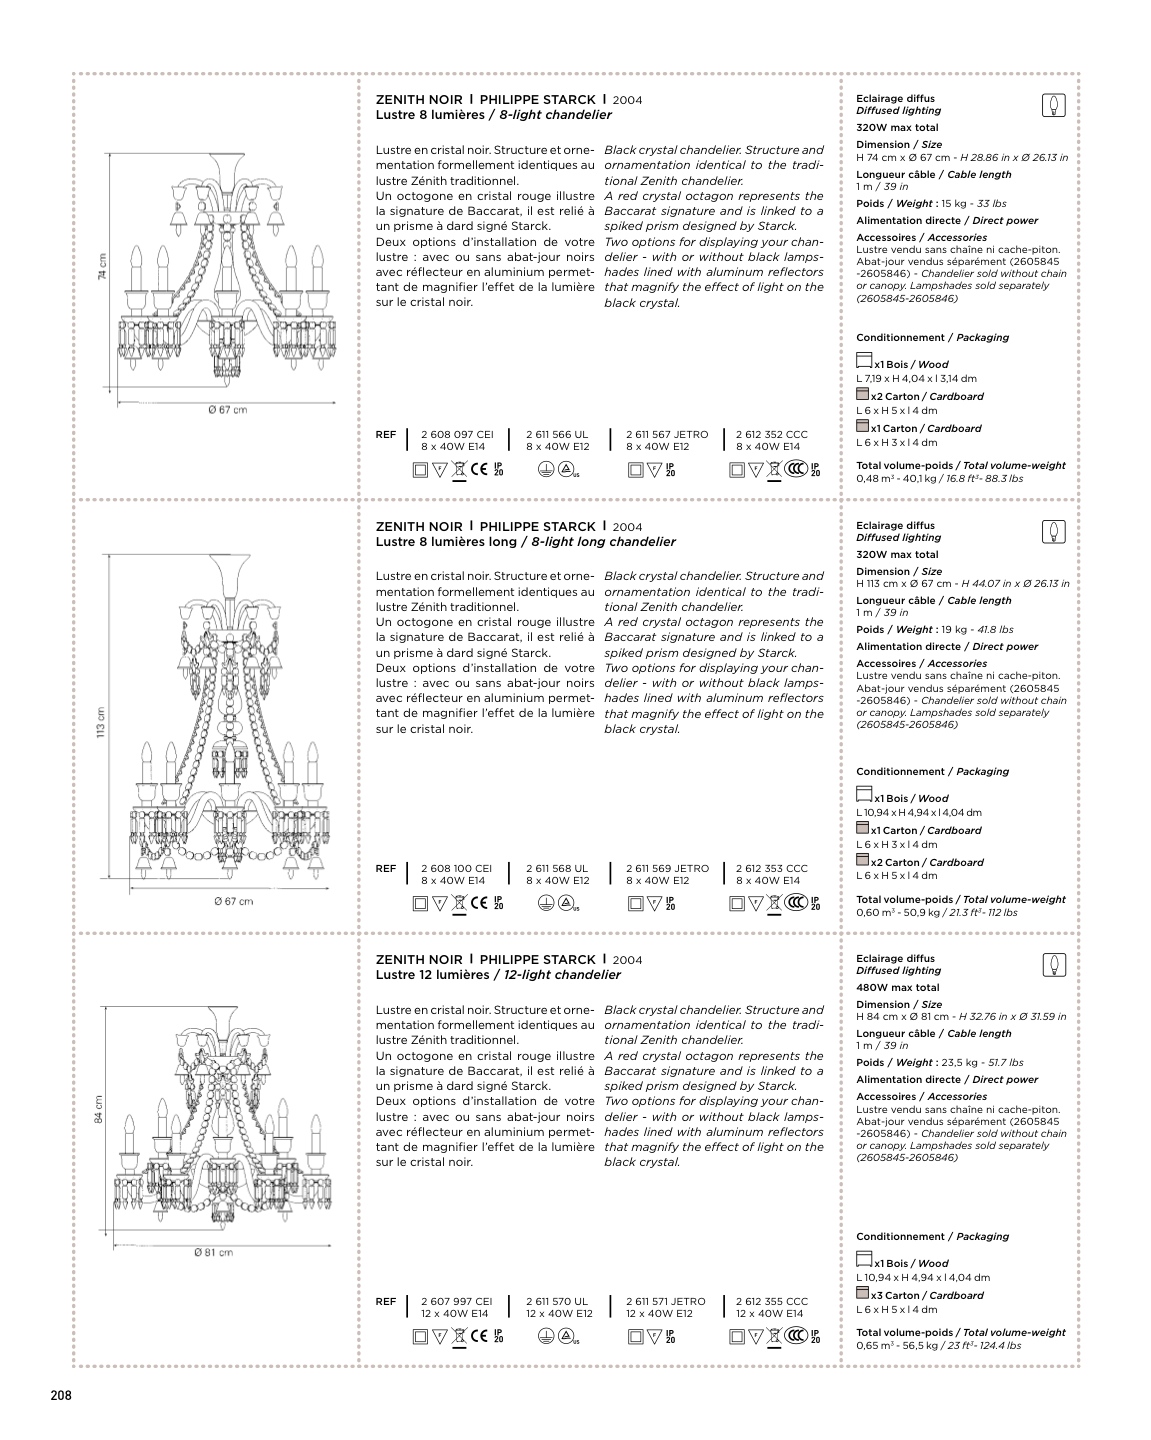 74 cm
Ø 67 cm
ZENITH NOIR I PHILIPPE STARCK I 2004
Lustre 8 lumières / 8-light chandelier
Lustre en cristal noir. Structure et orne-
mentation formellement identiques au
lustre Zénith traditionnel.
Un octogone en cristal rouge illustre
la signature de Baccarat, il est relié à
un prisme à dard signé Starck.
Deux options d'installation de votre
lustre : avec ou sans abat-jour noirs
avec réflecteur en aluminium permet-
tant de magnifier l'effet de la lumière
sur le cristal noir.
Black crystal chandelier. Structure and
ornamentation identical to the tradi-
tional Zenith chandelier.
A red crystal octagon represents the
Baccarat signature and is linked to a
spiked prism designed by Starck.
Two options for displaying your chan-
delier - with or without black lamps-
hades lined with aluminum reflectors
that magnify the effect of light on the
black crystal.
REF
2 608 097 CEI
8 x 40W E14
F CE IP 20
2 611 566 UL
8 x 40W E12
US
2 611 567 JETRO
8 x 40W E12
F IP 20
2 612 352 CCC
8 x 40W E14
F CCC IP 20
Eclairage diffus
Diffused lighting
320W max total
Dimension / Size
H 74 cm x Ø 67 cm - H 28.86 in x Ø 26.13 in
Longueur câble / Cable length
1 m / 39 in
Poids / Weight : 15 kg - 33 lbs
Alimentation directe / Direct power
Accessoires / Accessories
Lustre vendu sans chaîne ni cache-piton.
Abat-jour vendus séparément (2605845
-2605846) - Chandelier sold without chain
or canopy. Lampshades sold separately
(2605845-2605846)
Conditionnement / Packaging
x1 Bois / Wood
L 7,19 x H 4,04 x l 3,14 dm
x2 Carton / Cardboard
L 6 x H 5 x l 4 dm
x1 Carton / Cardboard
L 6 x H 3 x l 4 dm
Total volume-poids / Total volume-weight
0,48 m³ - 40,1 kg / 16.8 ft³- 88.3 lbs
113 cm
Ø 67 cm
ZENITH NOIR I PHILIPPE STARCK I 2004
Lustre 8 lumières long / 8-light long chandelier
Lustre en cristal noir. Structure et orne-
mentation formellement identiques au
lustre Zénith traditionnel.
Un octogone en cristal rouge illustre
la signature de Baccarat, il est relié à
un prisme à dard signé Starck.
Deux options d'installation de votre
lustre : avec ou sans abat-jour noirs
avec réflecteur en aluminium permet-
tant de magnifier l'effet de la lumière
sur le cristal noir.
Black crystal chandelier. Structure and
ornamentation identical to the tradi-
tional Zenith chandelier.
A red crystal octagon represents the
Baccarat signature and is linked to a
spiked prism designed by Starck.
Two options for displaying your chan-
delier - with or without black lamps-
hades lined with aluminum reflectors
that magnify the effect of light on the
black crystal.
REF
2 608 100 CEI
8 x 40W E14
F CE IP 20
2 611 568 UL
8 x 40W E12
US
2 611 569 JETRO
8 x 40W E12
F IP 20
2 612 353 CCC
8 x 40W E14
F CCC IP 20
Eclairage diffus
Diffused lighting
320W max total
Dimension / Size
H 113 cm x Ø 67 cm - H 44.07 in x Ø 26.13 in
Longueur câble / Cable length
1 m / 39 in
Poids / Weight : 19 kg - 41.8 lbs
Alimentation directe / Direct power
Accessoires / Accessories
Lustre vendu sans chaîne ni cache-piton.
Abat-jour vendus séparément (2605845
-2605846) - Chandelier sold without chain
or canopy. Lampshades sold separately
(2605845-2605846)
Conditionnement / Packaging
x1 Bois / Wood
L 10,94 x H 4,94 x l 4,04 dm
x1 Carton / Cardboard
L 6 x H 3 x l 4 dm
x2 Carton / Cardboard
L 6 x H 5 x l 4 dm
Total volume-poids / Total volume-weight
0,60 m³ - 50,9 kg / 21.3 ft³- 112 lbs
84 cm
Ø 81 cm
ZENITH NOIR I PHILIPPE STARCK I 2004
Lustre 12 lumières / 12-light chandelier
Lustre en cristal noir. Structure et orne-
mentation formellement identiques au
lustre Zénith traditionnel.
Un octogone en cristal rouge illustre
la signature de Baccarat, il est relié à
un prisme à dard signé Starck.
Deux options d'installation de votre
lustre : avec ou sans abat-jour noirs
avec réflecteur en aluminium permet-
tant de magnifier l'effet de la lumière
sur le cristal noir.
Black crystal chandelier. Structure and
ornamentation identical to the tradi-
tional Zenith chandelier.
A red crystal octagon represents the
Baccarat signature and is linked to a
spiked prism designed by Starck.
Two options for displaying your chan-
delier - with or without black lamps-
hades lined with aluminum reflectors
that magnify the effect of light on the
black crystal.
REF
2 607 997 CEI
12 x 40W E14
F CE IP 20
2 611 570 UL
12 x 40W E12
US
2 611 571 JETRO
12 x 40W E12
F IP 20
2 612 355 CCC
12 x 40W E14
F CCC IP 20
Eclairage diffus
Diffused lighting
480W max total
Dimension / Size
H 84 cm x Ø 81 cm - H 32.76 in x Ø 31.59 in
Longueur câble / Cable length
1 m / 39 in
Poids / Weight : 23,5 kg - 51.7 lbs
Alimentation directe / Direct power
Accessoires / Accessories
Lustre vendu sans chaîne ni cache-piton.
Abat-jour vendus séparément (2605845
-2605846) - Chandelier sold without chain
or canopy. Lampshades sold separately
(2605845-2605846)
Conditionnement / Packaging
x1 Bois / Wood
L 10,94 x H 4,94 x l 4,04 dm
x3 Carton / Cardboard
L 6 x H 5 x l 4 dm
Total volume-poids / Total volume-weight
0,65 m³ - 56,5 kg / 23 ft³- 124.4 lbs
208